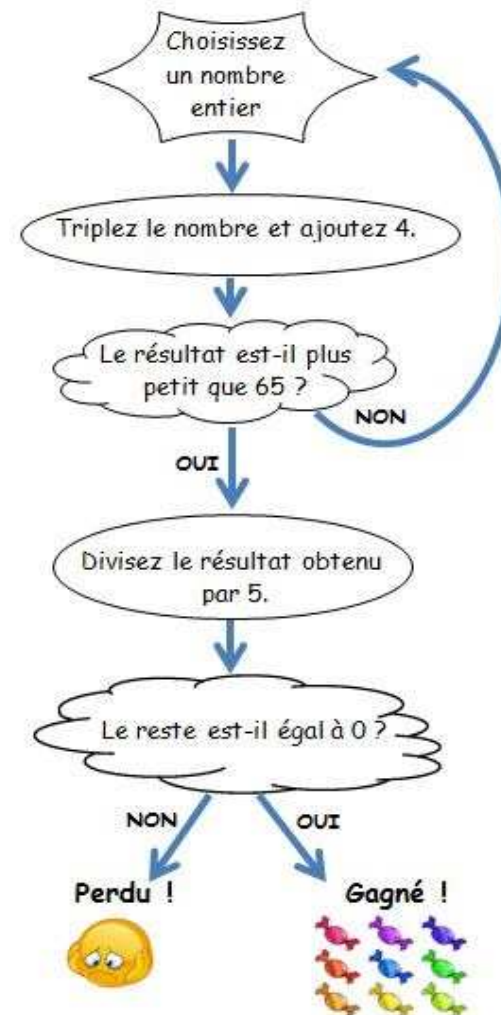 Choisissez
un nombre
entier
Triplez le nombre et ajoutez 4.
Le résultat est-il plus
petit que 65 ?
NON
OUI
Divisez le résultat obtenu
par 5.
Le reste est-il égal à 0 ?
NON
OUI
Perdu !
Gagné !